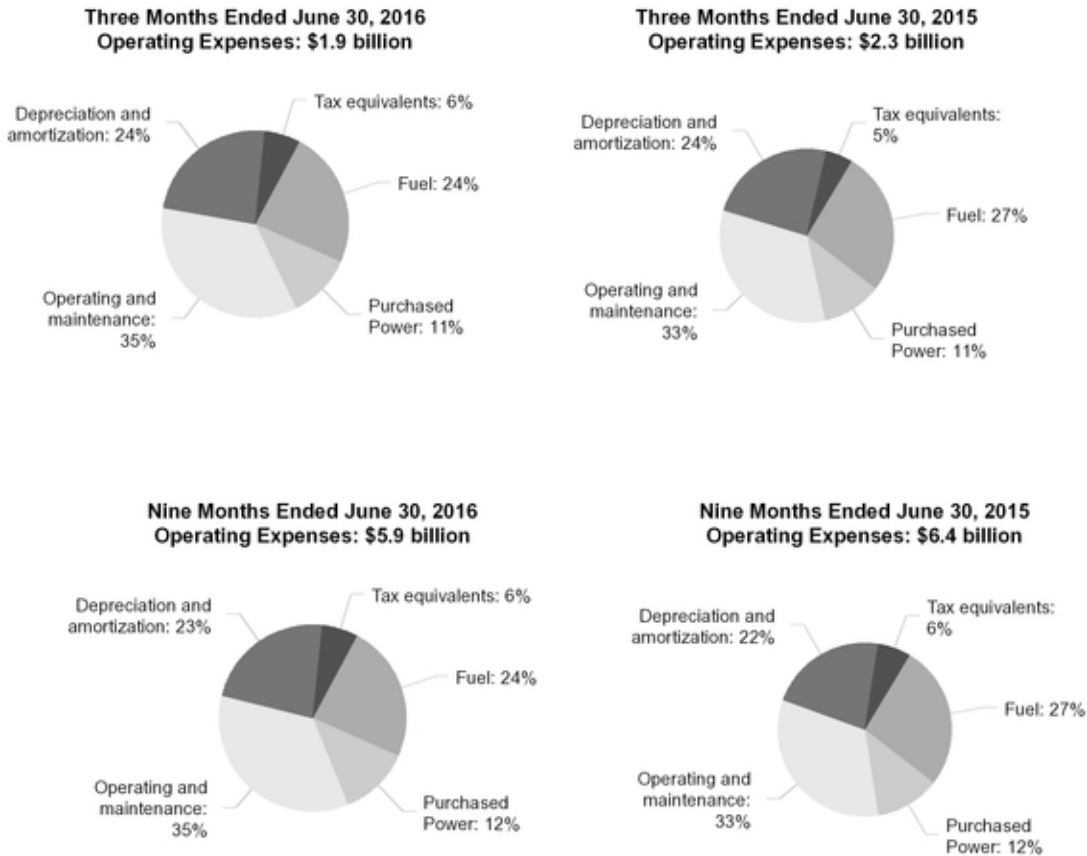 Three Months Ended June 30, 2016
Operating Expenses: $1.9 billion
Tax equivalents: 6%
Depreciation and
amortization: 24%
Fuel: 24%
Operating and
maintenance:
35%
Purchased
Power: 11%
Three Months Ended June 30, 2015
Operating Expenses: $2.3 billion
Tax equivalents:
5%
Depreciation and
amortization: 24%
Fuel: 27%
Operating and
maintenance:
33%
Purchased
Power: 11%
Nine Months Ended June 30, 2016
Operating Expenses: $5.9 billion
Tax equivalents: 6%
Depreciation and
amortization: 23%
Fuel: 24%
Operating and
maintenance:
35%
Purchased
Power: 12%
Nine Months Ended June 30, 2015
Operating Expenses: $6.4 billion
Tax equivalents:
6%
Depreciation and
amortization: 22%
Fuel: 27%
Operating and
maintenance:
33%
Purchased
Power: 12%